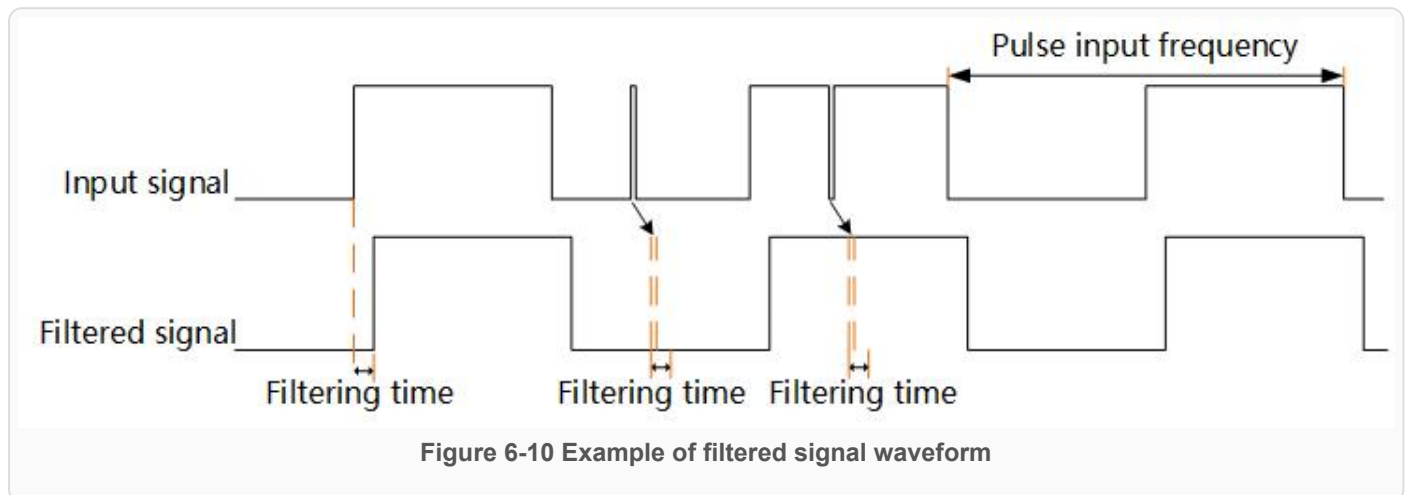 Pulse input frequency
Input signal
Filtered signal
Filtering time
Filtering time
Filtering time
Figure 6-10 Example of filtered signal waveform